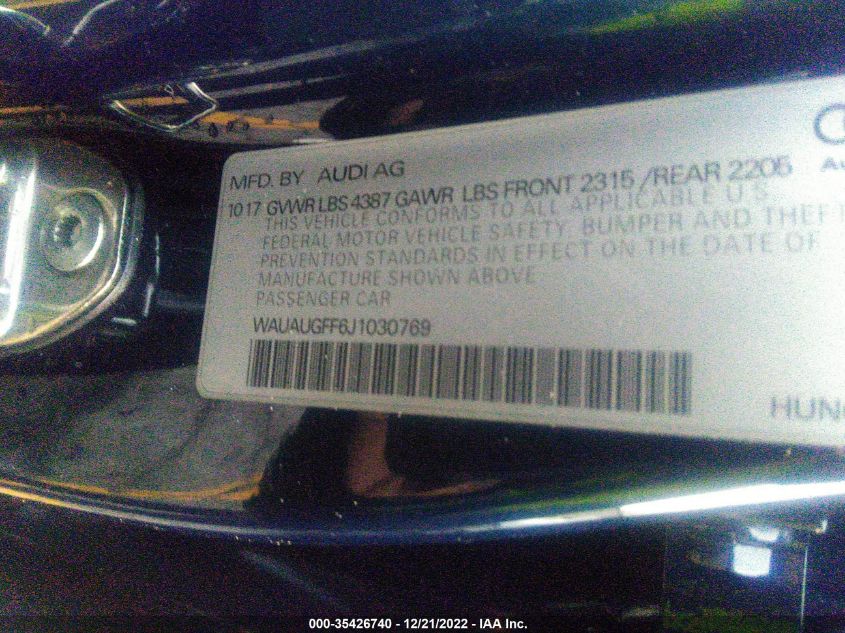 MFD. BY AUDI AG
10 17 GVWR LBS 4387 GAWR LBS FRONT 2315 /REAR 2205
THIS VEHICLE CONFORMS TO ALL APPLICABLE U.S.
FEDERAL MOTOR VEHICLE SAFETY, BUMPER AND THEFT
PREVENTION STANDARDS IN EFFECT ON THE DATE OF
MANUFACTURE SHOWN ABOVE
PASSENGER CAR
WAUAUGFF6J1030769
000-35426740 - 12/21/2022 - IAA Inc.